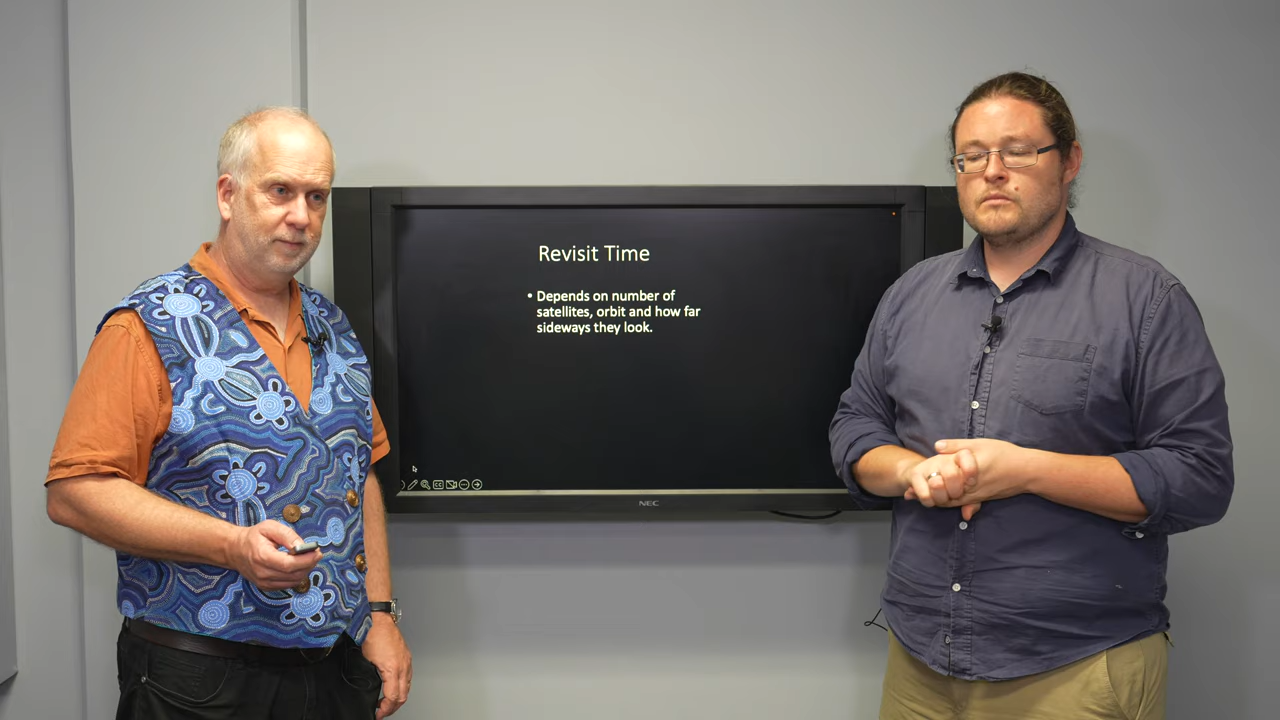 Revisit Time
• Depends on number of
satellites, orbit and how far
sideways they look.
NEC